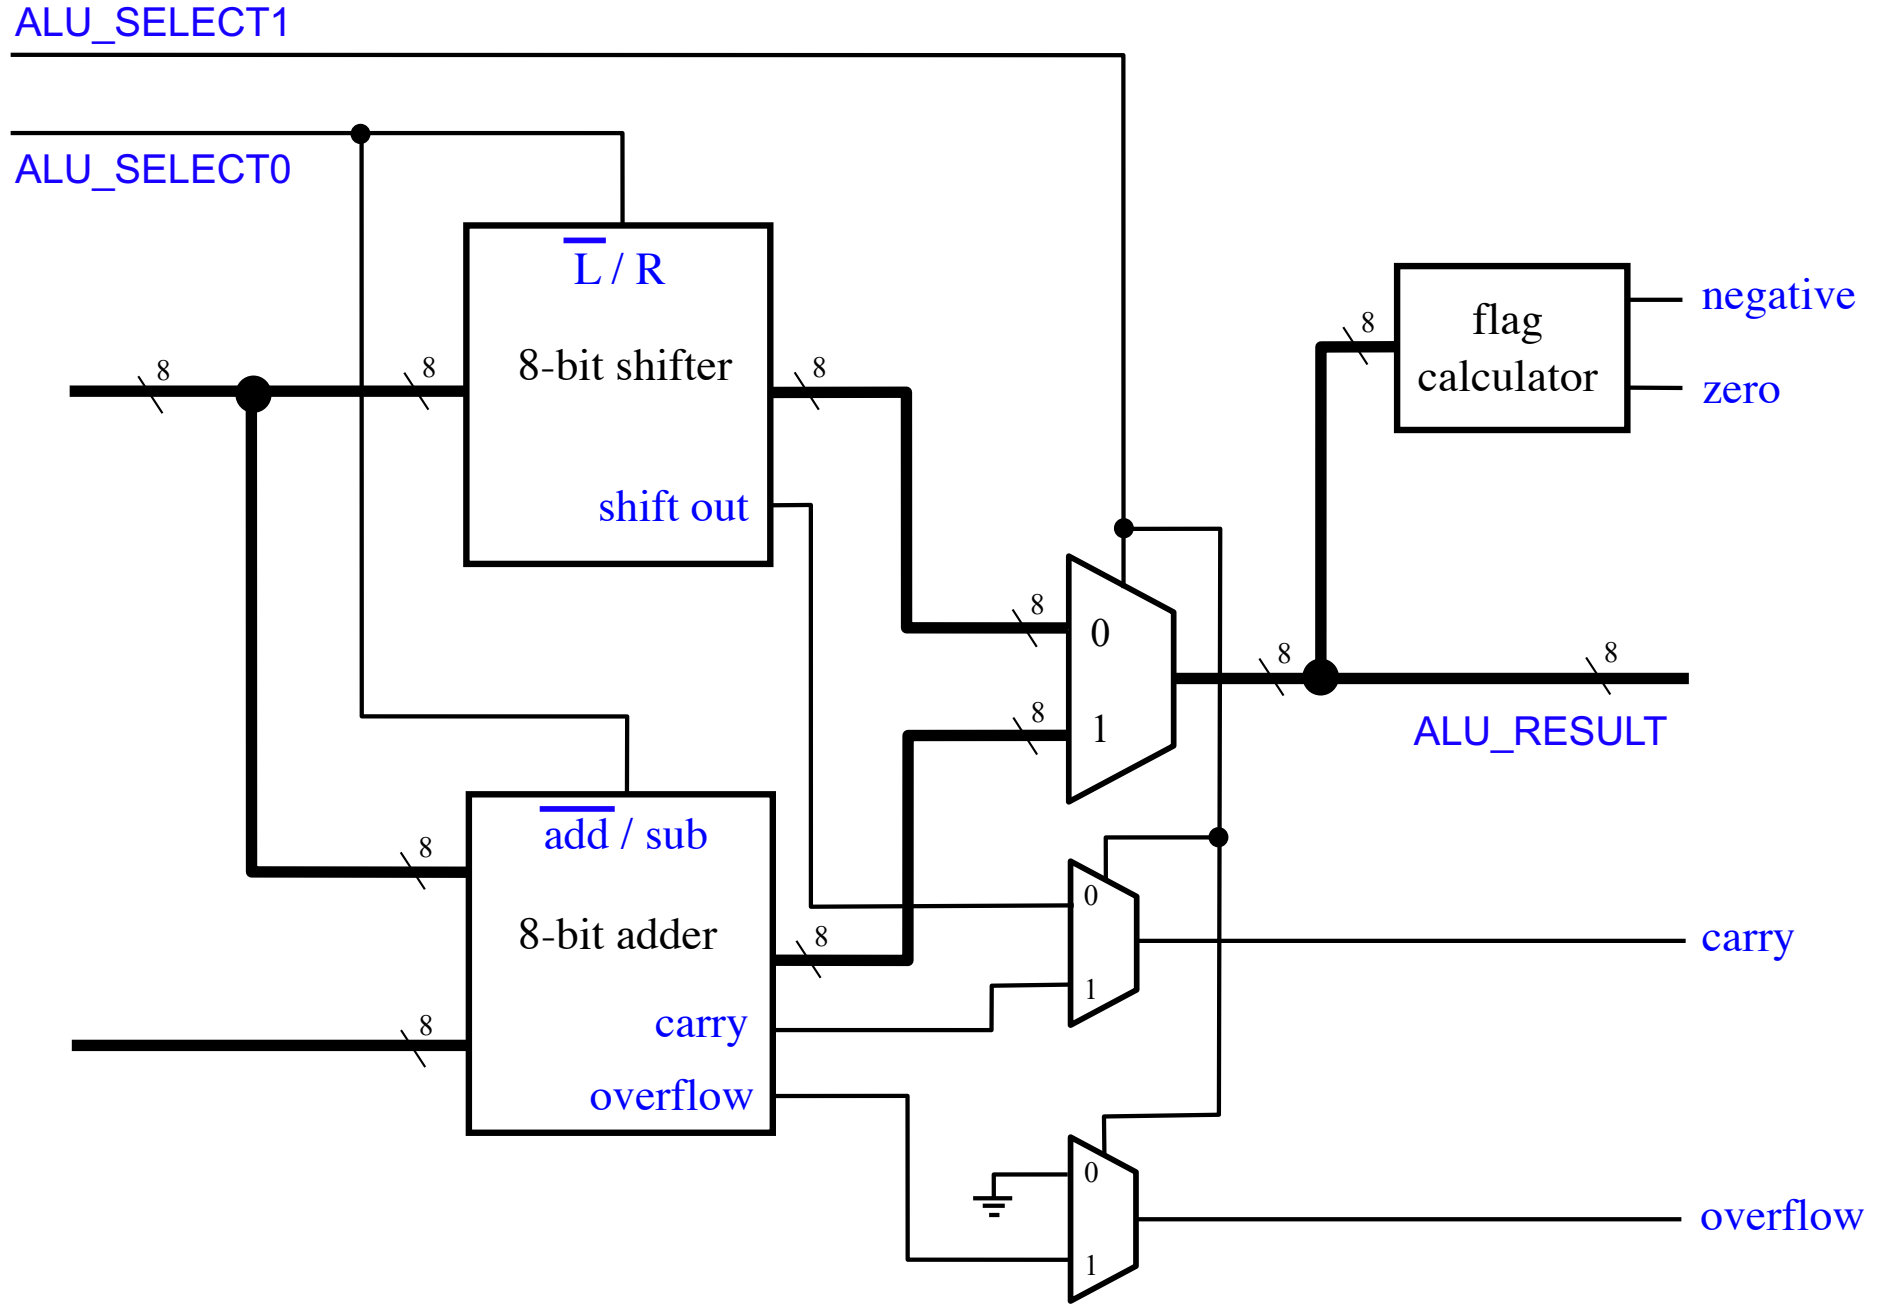 ALU_SELECT1
ALU_SELECT0
L / R
8-bit shifter
shift out
8
8
8
flag
calculator
negative
zero
8
8
0
8
1
8
8
ALU_RESULT
add / sub
8-bit adder
carry
overflow
8
8
8
0
1
carry
0
1
overflow